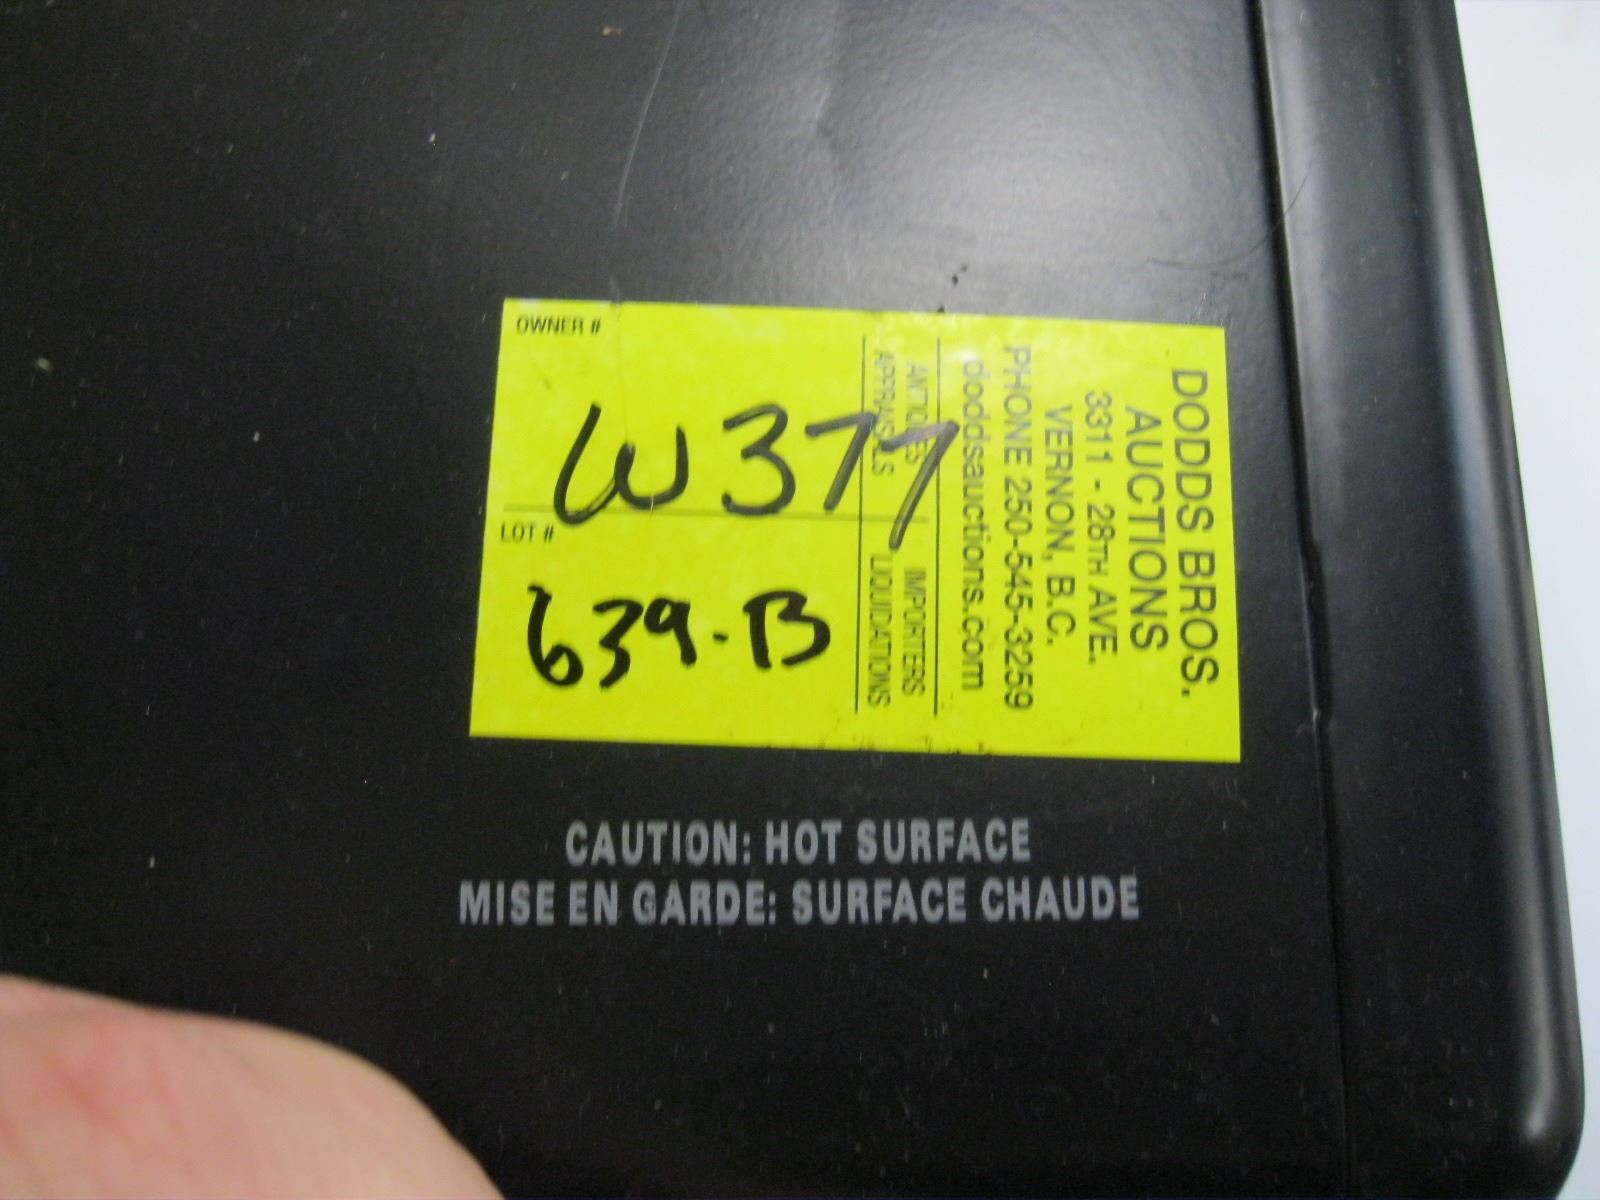 OWNER #
W377
LOT #
639-B
DODDS BROS.
AUCTIONS
3311 - 28TH AVE.
VERNON, B.C.
PHONE 250-545-3259
doddsauctions.com
ANTIQUES IMPORTERS
APPRAISALS LIQUIDATIONS
CAUTION: HOT SURFACE
MISE EN GARDE: SURFACE CHAUDE